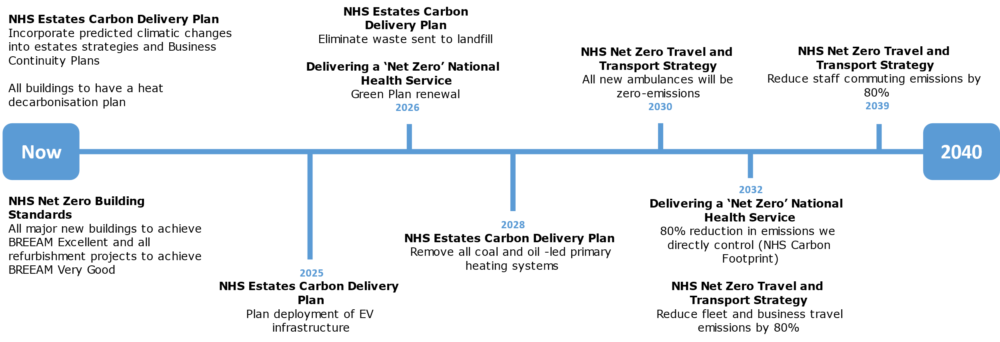 NHS Estates Carbon Delivery Plan
Incorporate predicted climatic changes
into estates strategies and Business
Continuity Plans
All buildings to have a heat
decarbonisation plan
NHS Estates Carbon
Delivery Plan
Eliminate waste sent to landfill
Delivering a ‘Net Zero’ National
Health Service
Green Plan renewal
2026
NHS Net Zero Travel and
Transport Strategy
All new ambulances will be
zero-emissions
2030
NHS Net Zero Travel and
Transport Strategy
Reduce staff commuting emissions by
80%
2039
Now
2040
NHS Net Zero Building
Standards
All major new buildings to achieve
BREEAM Excellent and all
refurbishment projects to achieve
BREEAM Very Good
2025
NHS Estates Carbon Delivery
Plan
Plan deployment of EV
infrastructure
2028
NHS Estates Carbon Delivery Plan
Remove all coal and oil -led primary
heating systems
2032
Delivering a ‘Net Zero’ National
Health Service
80% reduction in emissions we
directly control (NHS Carbon
Footprint)
NHS Net Zero Travel and
Transport Strategy
Reduce fleet and business travel
emissions by 80%